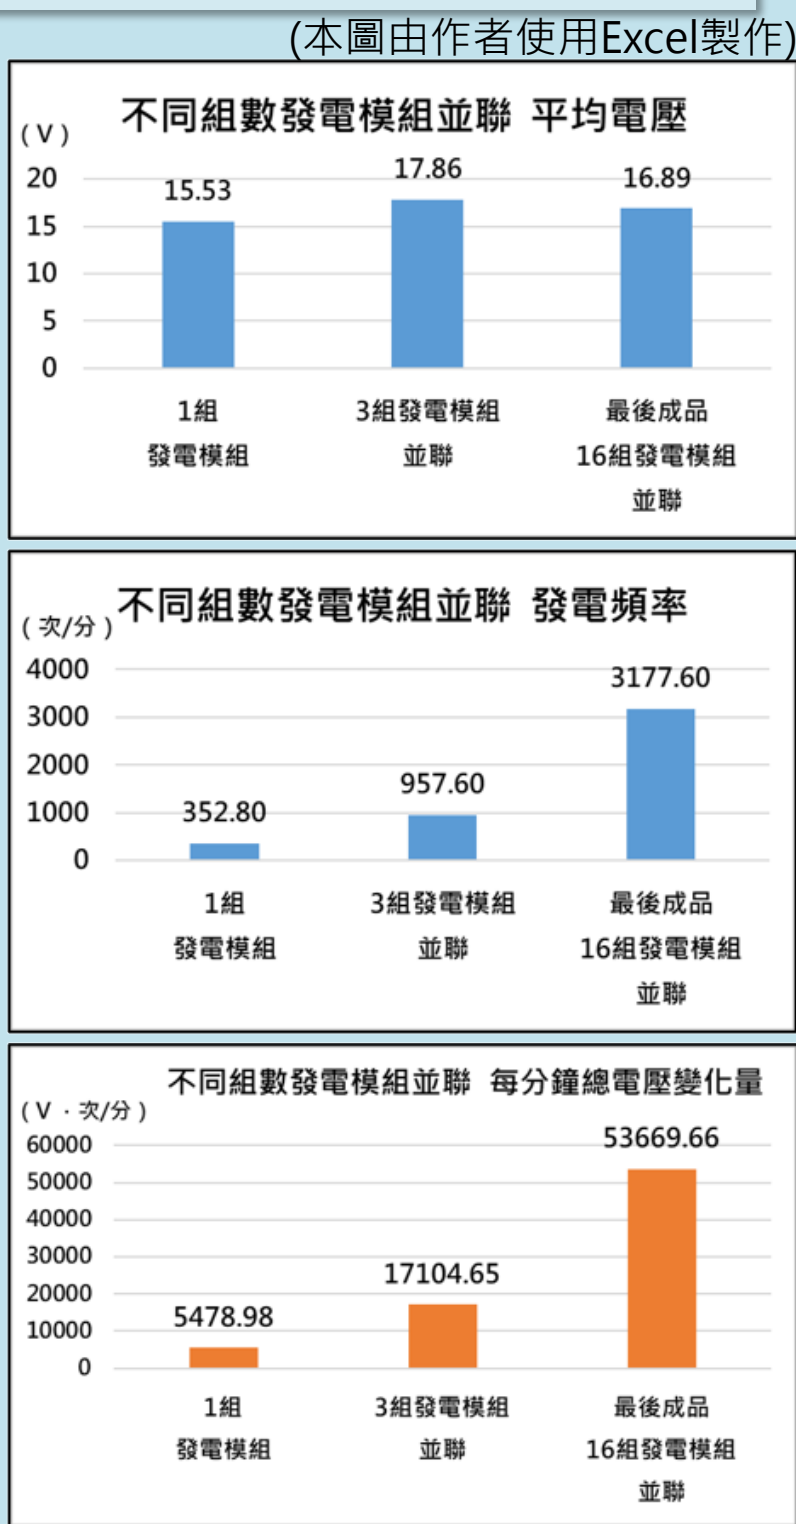 (本圖由作者使用Excel製作)
不同組數發電模組並聯 平均電壓
(V)
20
15
10
5
0
15.53
17.86
16.89
1組
發電模組
3組發電模組
並聯
最後成品
16組發電模組
並聯
不同組數發電模組並聯 發電頻率
(次/分)
4000
3000
2000
1000
0
352.80
957.60
3177.60
1組
發電模組
3組發電模組
並聯
最後成品
16組發電模組
並聯
不同組數發電模組並聯 每分鐘總電壓變化量
(V·次/分)
60000
50000
40000
30000
20000
10000
0
5478.98
17104.65
53669.66
1組
發電模組
3組發電模組
並聯
最後成品
16組發電模組
並聯